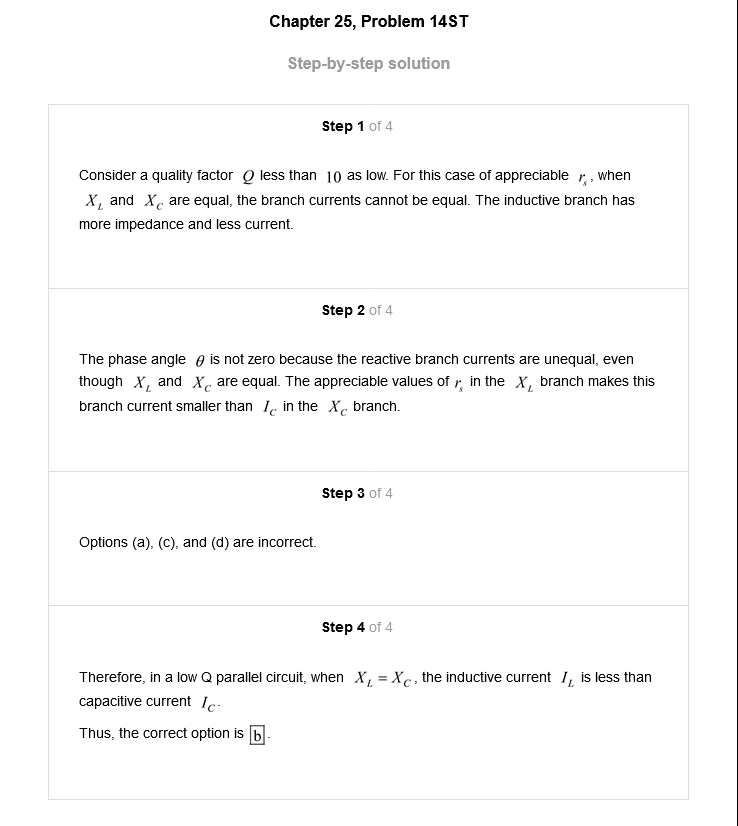 Chapter 25, Problem 14ST
Step-by-step solution
Step 1 of 4
Consider a quality factor Q less than 10 as low. For this case of appreciable rₛ, when
X_L and X_C are equal, the branch currents cannot be equal. The inductive branch has
more impedance and less current.
Step 2 of 4
The phase angle θ is not zero because the reactive branch currents are unequal, even
though X_L and X_C are equal. The appreciable values of rₛ in the X_L branch makes this
branch current smaller than I_C in the X_C branch.
Step 3 of 4
Options (a), (c), and (d) are incorrect.
Step 4 of 4
Therefore, in a low Q parallel circuit, when X_L = X_C, the inductive current I_L is less than
capacitive current I_C.
Thus, the correct option is b.